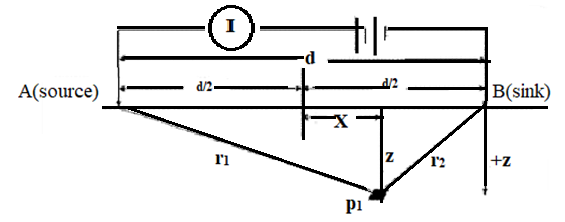 I
d
d/2
d/2
A(source)
B(sink)
X
r1
z
r2
+z
p1